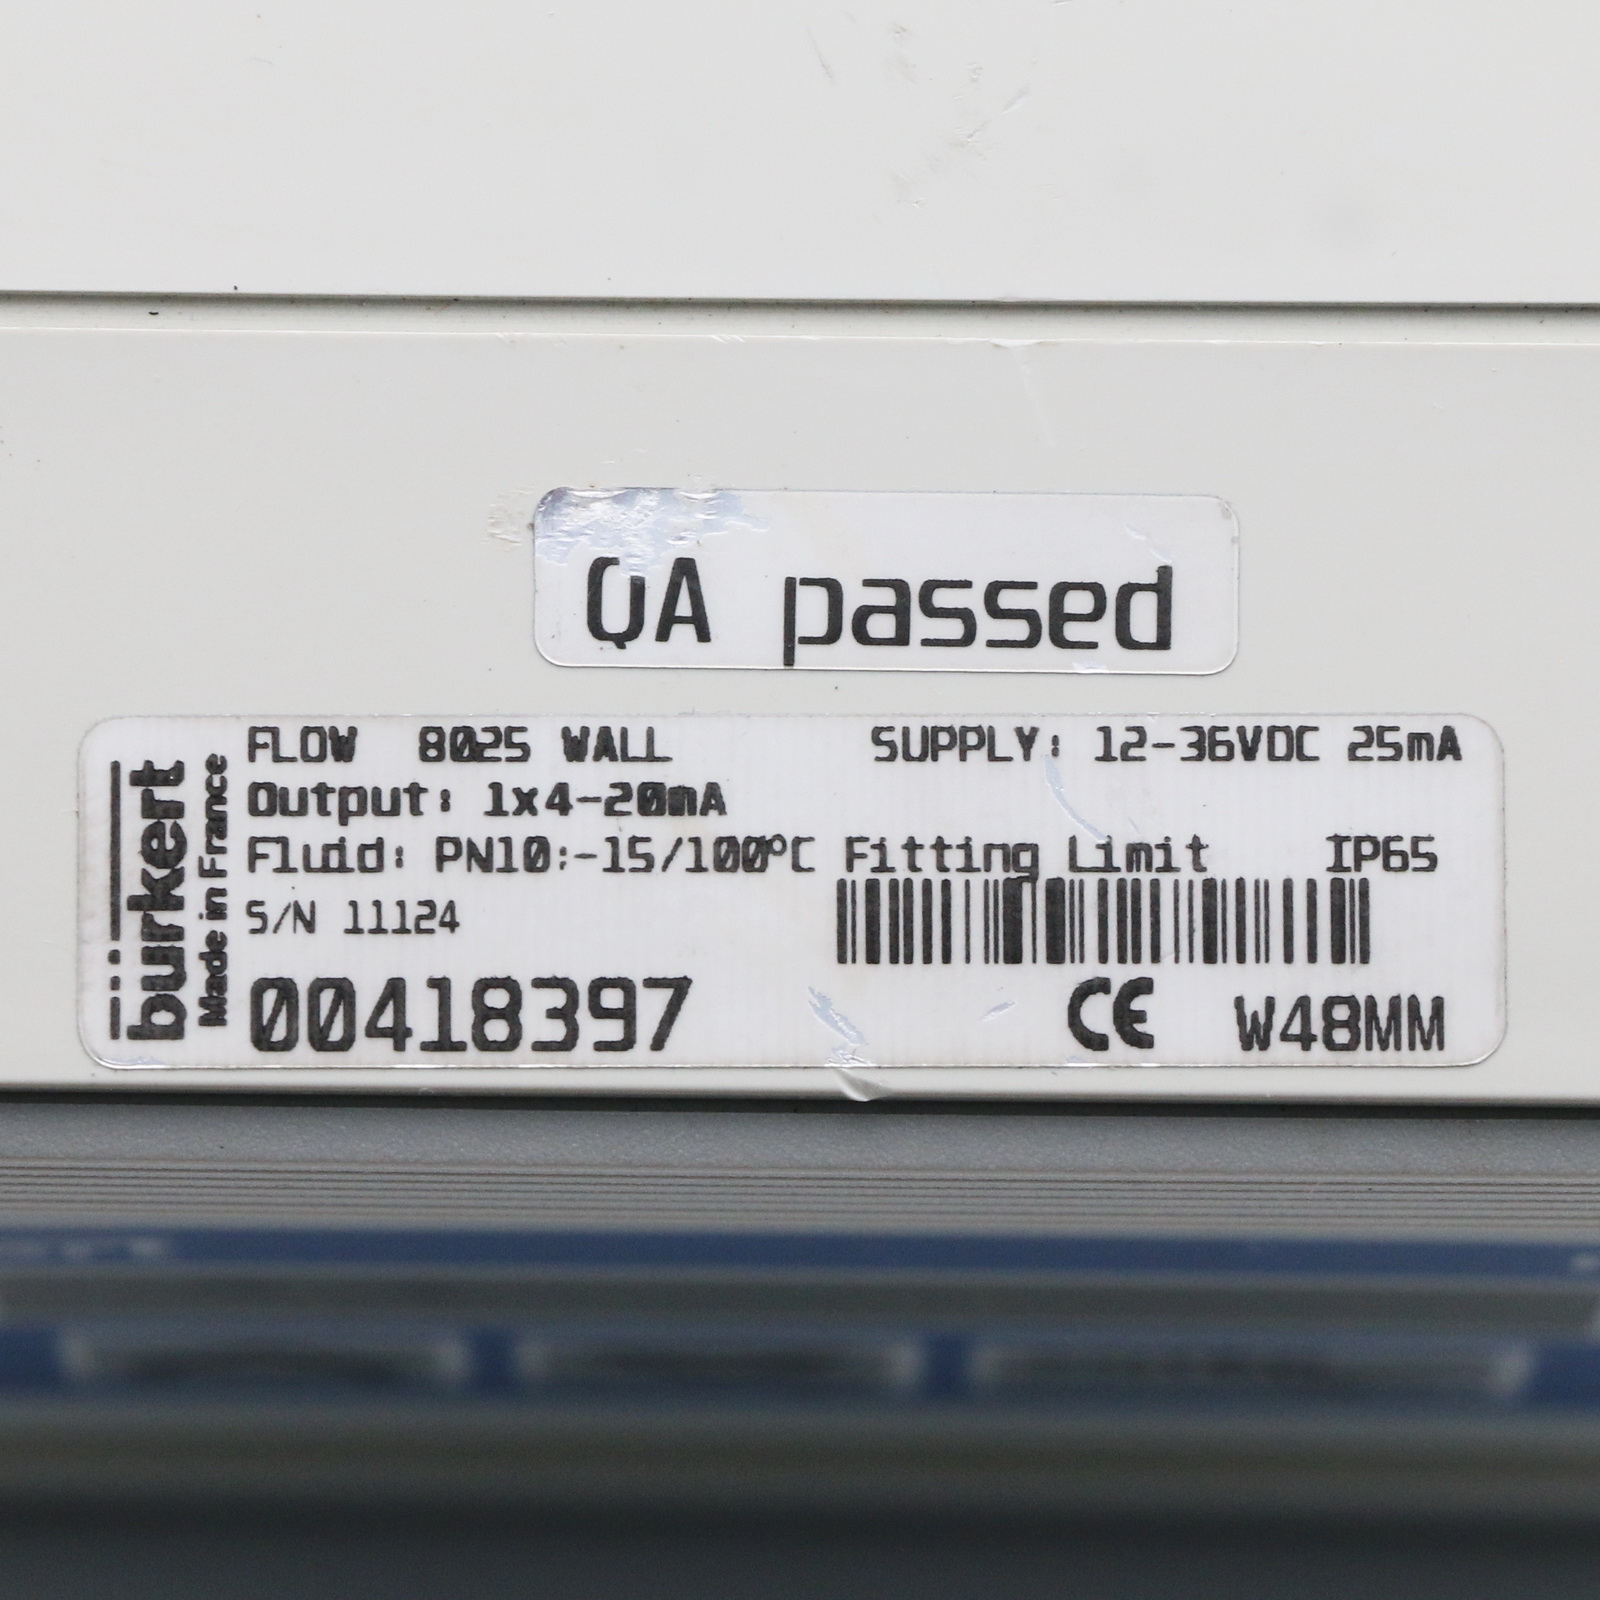 QA passed
bürkert
Made in France
FLOW 8025 WALL SUPPLY: 12-36VDC 25mA
Output: 1x4-20mA
Fluid: PN10:-15/100°C Fitting Limit IP65
S/N 11124
00418397 CE W48MM